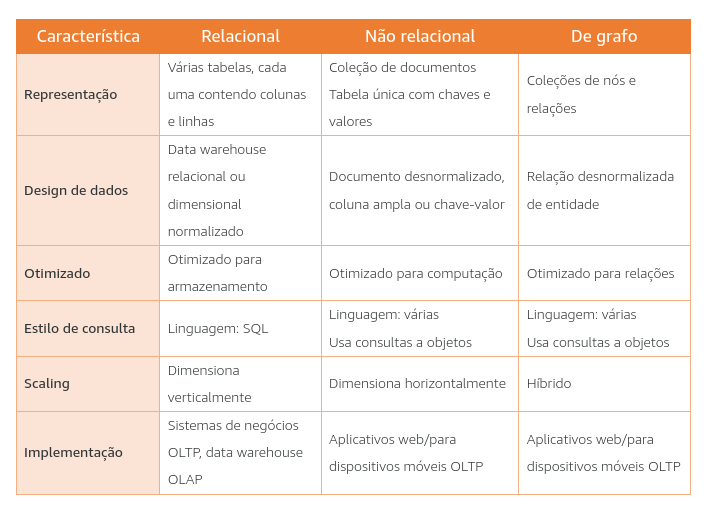 Característica
Relacional
Não relacional
De grafo
Representação
Várias tabelas, cada
uma contendo colunas
e linhas
Coleção de documentos
Tabela única com chaves e
valores
Coleções de nós e
relações
Design de dados
Data warehouse
relacional ou
dimensional
normalizado
Documento desnormalizado,
coluna ampla ou chave-valor
Relação desnormalizada
de entidade
Otimizado
Otimizado para
armazenamento
Otimizado para computação
Otimizado para relações
Estilo de consulta
Linguagem: SQL
Linguagem: várias
Usa consultas a objetos
Linguagem: várias
Usa consultas a objetos
Scaling
Dimensiona
verticalmente
Dimensiona horizontalmente
Híbrido
Implementação
Sistemas de negócios
OLTP, data warehouse
OLAP
Aplicativos web/para
dispositivos móveis OLTP
Aplicativos web/para
dispositivos móveis OLTP